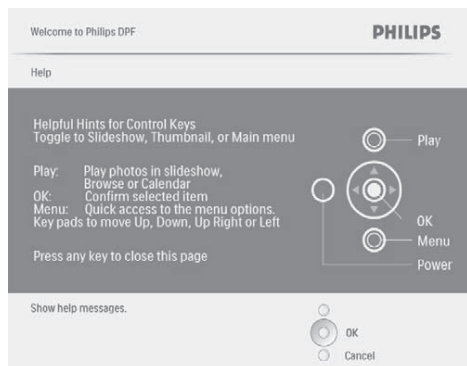 Welcome to Philips DPF
PHILIPS
Help
Helpful Hints for Control Keys
Toggle to Slideshow, Thumbnail, or Main menu
Play
Play: Play photos in slideshow,
Browse or Calendar
OK: Confirm selected item
Menu: Quick access to the menu options.
Key pads to move Up, Down, Up Right or Left
OK
Menu
Press any key to close this page
Power
Show help messages.
OK
Cancel